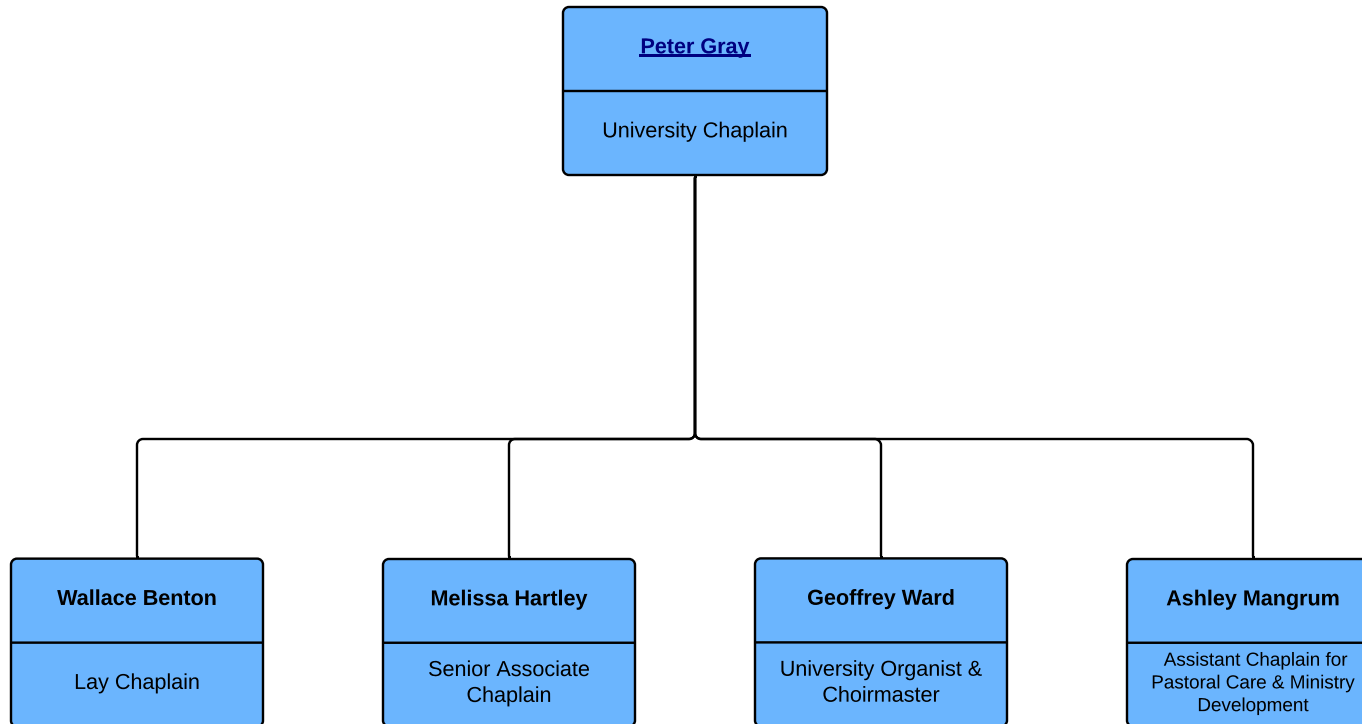 Peter Gray
University Chaplain
Wallace Benton
Lay Chaplain
Melissa Hartley
Senior Associate
Chaplain
Geoffrey Ward
University Organist &
Choirmaster
Ashley Mangrum
Assistant Chaplain for
Pastoral Care & Ministry
Development